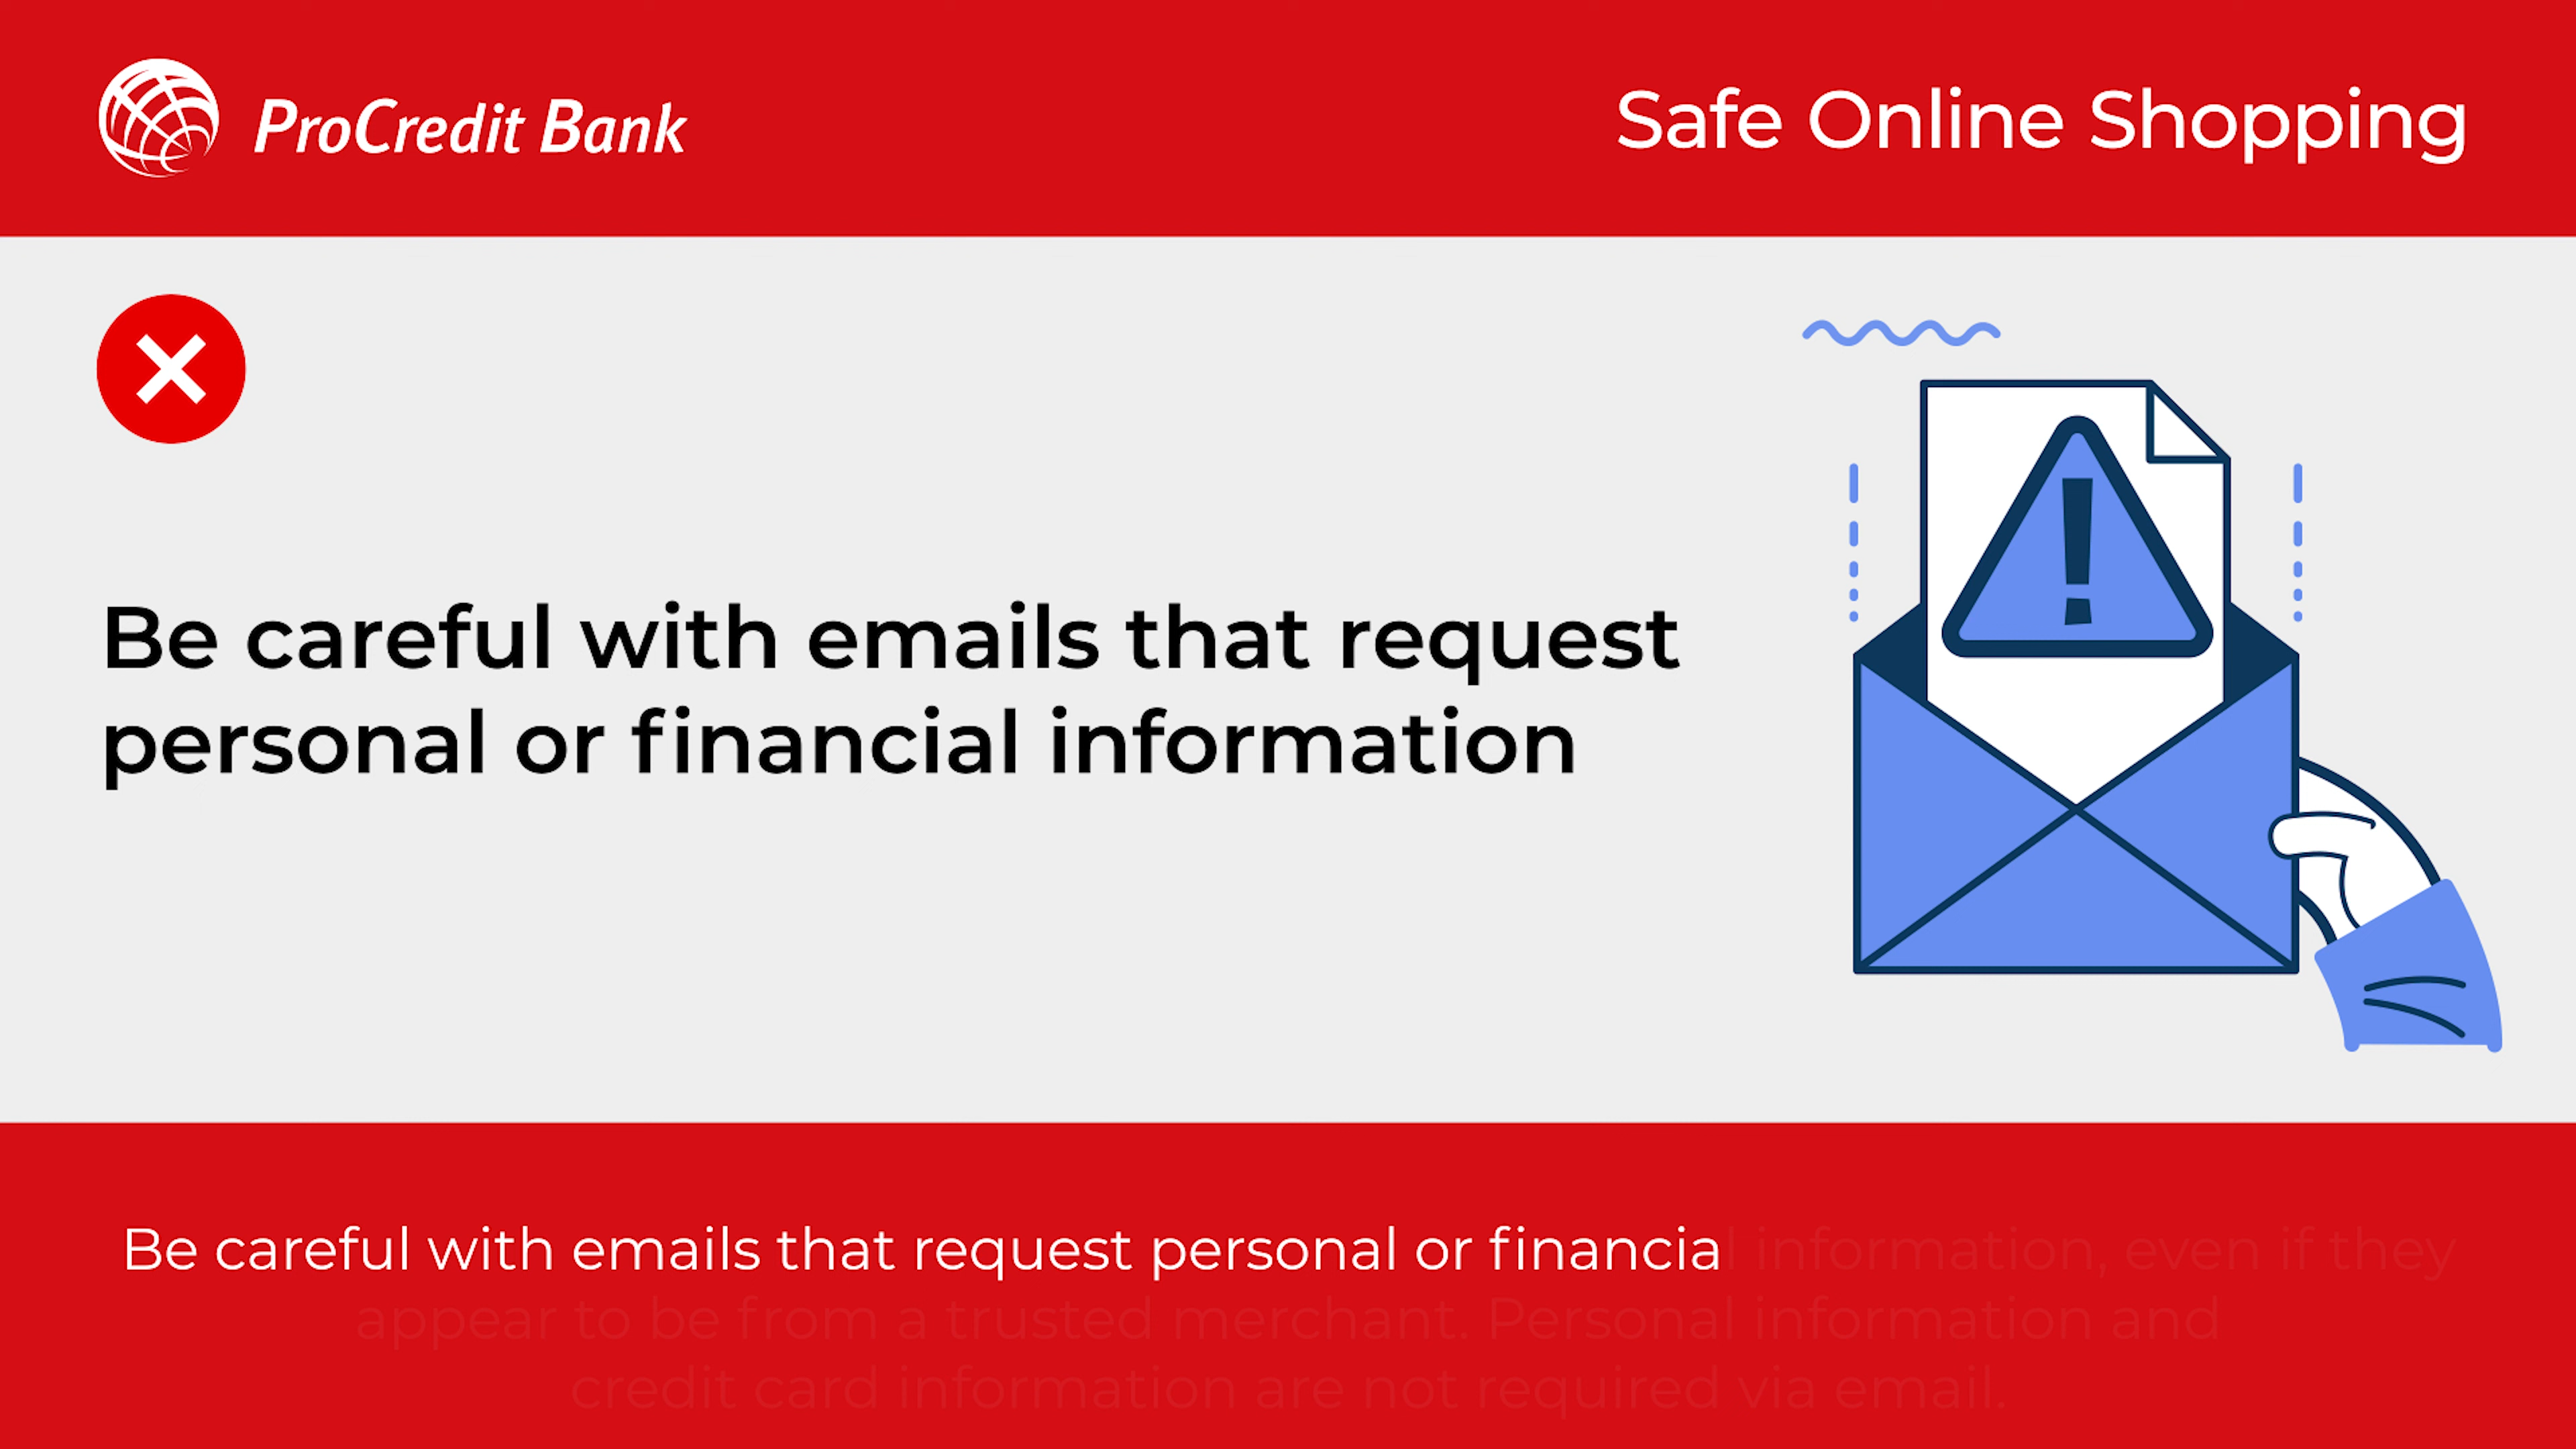 ProCredit Bank
Safe Online Shopping
Be careful with emails that request
personal or financial information
Be careful with emails that request personal or financial information, even if they
appear to be from a trusted merchant. Personal information and
credit card information are not required via email.